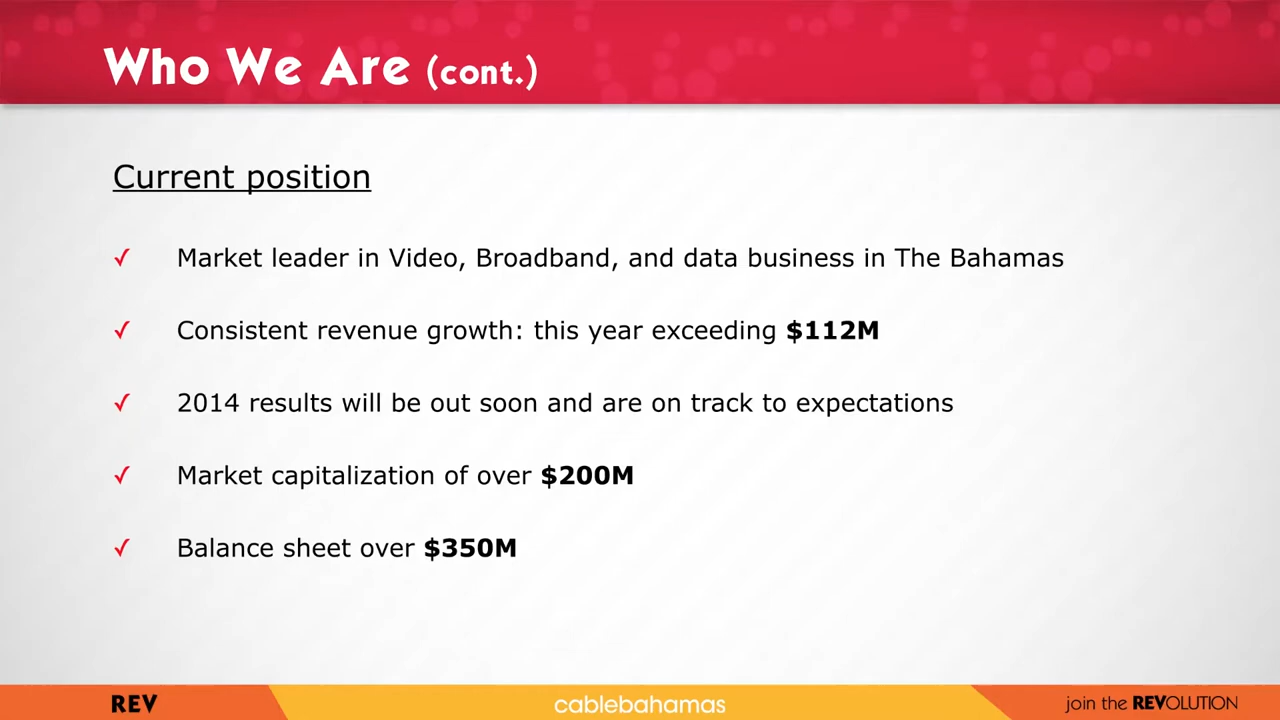 Who We Are (cont.)
Current position
✓ Market leader in Video, Broadband, and data business in The Bahamas
✓ Consistent revenue growth: this year exceeding $112M
✓ 2014 results will be out soon and are on track to expectations
✓ Market capitalization of over $200M
✓ Balance sheet over $350M
REV cablebahamas join the REVOLUTION